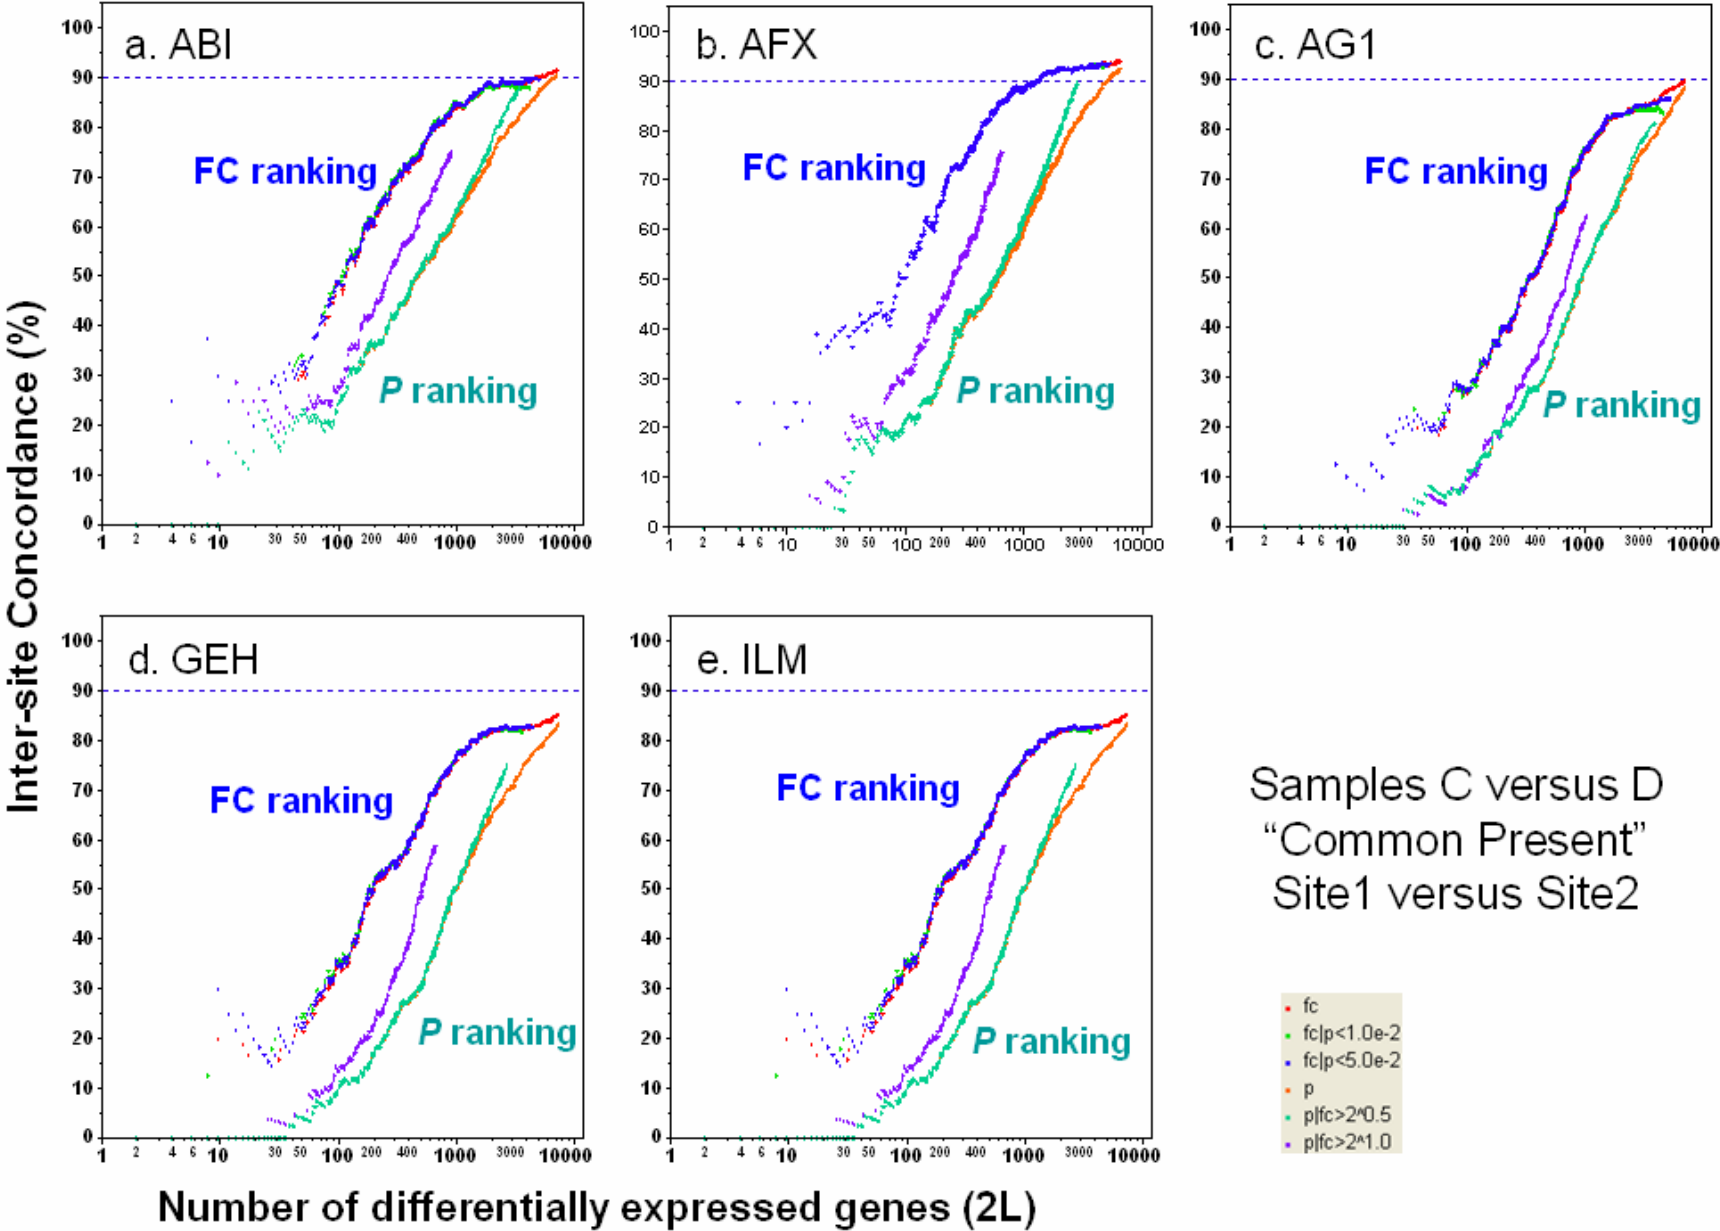 a. ABI
b. AFX
c. AG1
100
90
80
70
60
50
40
30
20
10
0
FC ranking
P ranking
1 2 4 6 10 30 50 100 200 400 1000 3000 10000
100
90
80
70
60
50
40
30
20
10
0
FC ranking
P ranking
1 2 4 6 10 30 100 200 400 1000 3000 10000
100
90
80
70
60
50
40
30
20
10
0
FC ranking
P ranking
1 2 4 6 10 30 50 100 200 400 1000 3000 10000
Inter-site Concordance (%)
d. GEH
e. ILM
100
90
80
70
60
50
40
30
20
10
0
FC ranking
P ranking
1 2 4 6 10 30 50 100 200 400 1000 3000 10000
100
90
80
70
60
50
40
30
20
10
0
FC ranking
P ranking
1 2 4 6 10 30 50 100 200 400 1000 3000 10000
Samples C versus D
“Common Present”
Site1 versus Site2
fc
fc|p<1.0e-2
fc|p<5.0e-2
p
p|fc>2^0.5
p|fc>2^1.0
Number of differentially expressed genes (2L)